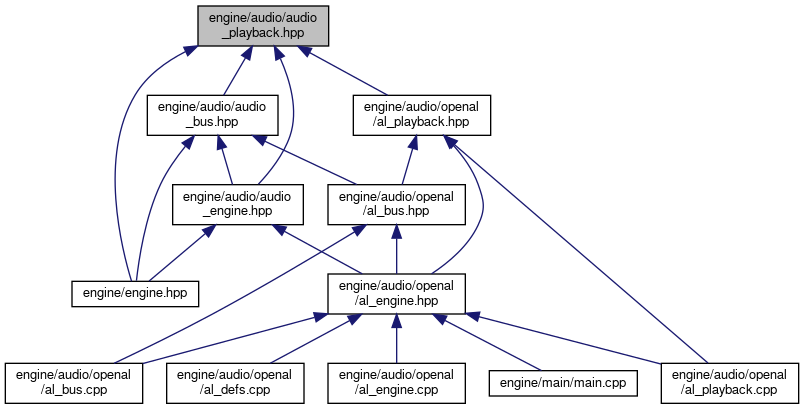 engine/audio/audio
_playback.hpp
engine/audio/audio
_bus.hpp
engine/audio/openal
/al_playback.hpp
engine/audio/audio
_engine.hpp
engine/audio/openal
/al_bus.hpp
engine/engine.hpp
engine/audio/openal
/al_engine.hpp
engine/audio/openal
/al_bus.cpp
engine/audio/openal
/al_defs.cpp
engine/audio/openal
/al_engine.cpp
engine/main/main.cpp
engine/audio/openal
/al_playback.cpp